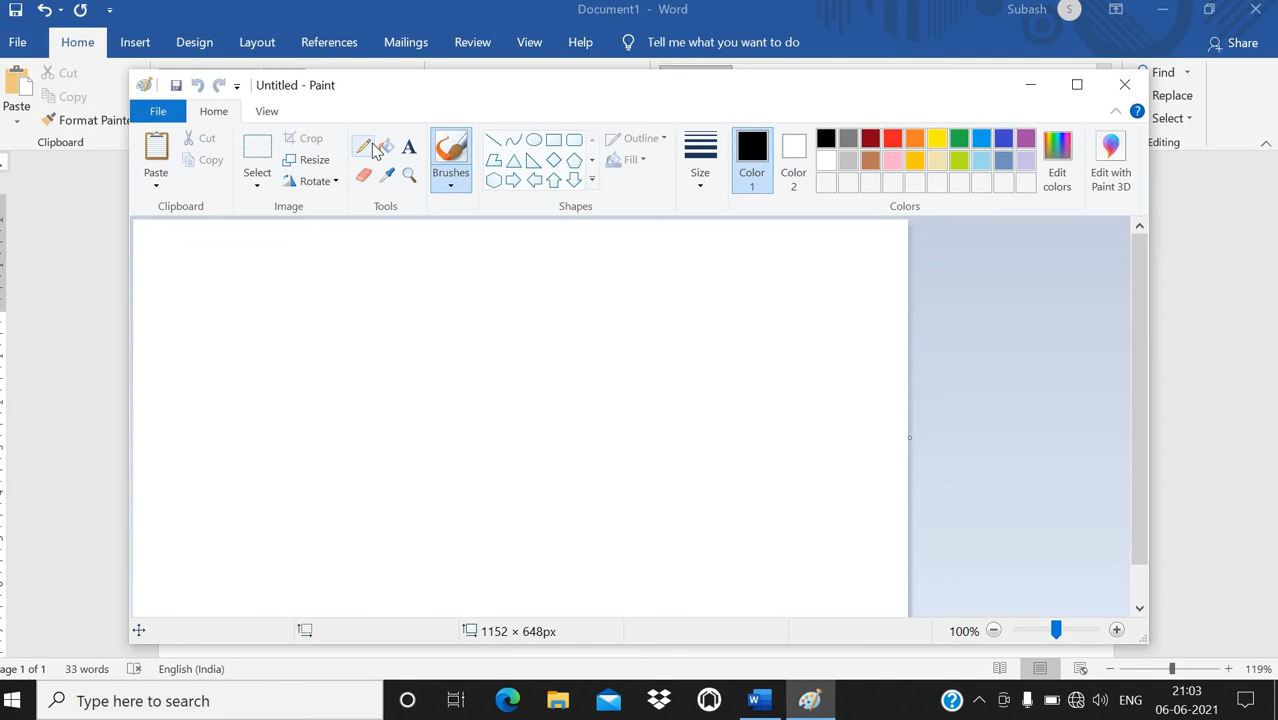 Document1 - Word
Subash
S
File
Home
Insert
Design
Layout
References
Mailings
Review
View
Help
Tell me what you want to do
Share
Paste
Cut
Copy
Format Painte
Clipboard
Find
Replace
Select
Editing
Untitled - Paint
File
Home
View
Paste
Cut
Copy
Clipboard
Select
Crop
Resize
Rotate
Image
A
Tools
Brushes
Outline
Fill
Shapes
Size
Color
1
Color
2
Colors
Edit
colors
Edit with
Paint 3D
1152 × 648px
100%
age 1 of 1
33 words
English (India)
119%
Type here to search
ENG
21:03
06-06-2021